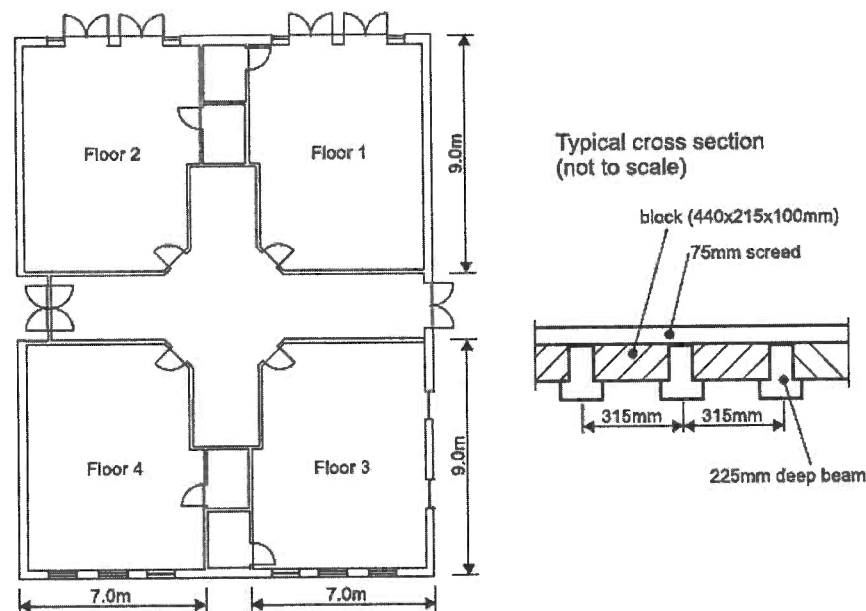 Floor 2
Floor 1
9.0m
Typical cross section
(not to scale)
block (440x215x100mm)
75mm screed
315mm
315mm
225mm deep beam
Floor 4
Floor 3
9.0m
7.0m
7.0m